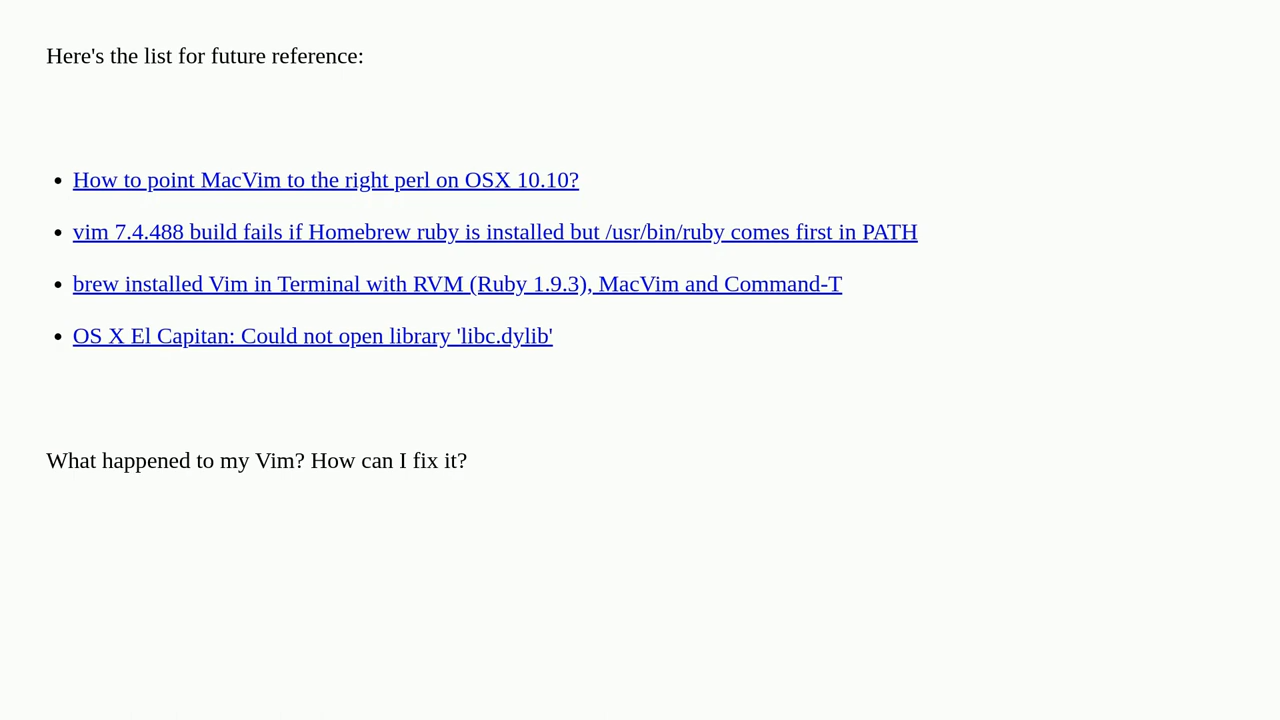 Here's the list for future reference:
How to point MacVim to the right perl on OSX 10.10?
vim 7.4.488 build fails if Homebrew ruby is installed but /usr/bin/ruby comes first in PATH
brew installed Vim in Terminal with RVM (Ruby 1.9.3), MacVim and Command-T
OS X El Capitan: Could not open library 'libc.dylib'
What happened to my Vim? How can I fix it?